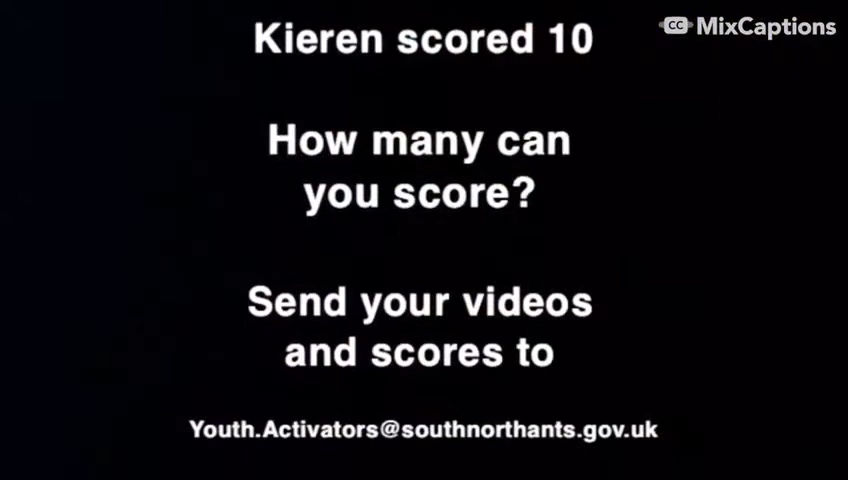 MixCaptions
Kieren scored 10
How many can
you score?
Send your videos
and scores to
Youth.Activators@southnorthants.gov.uk